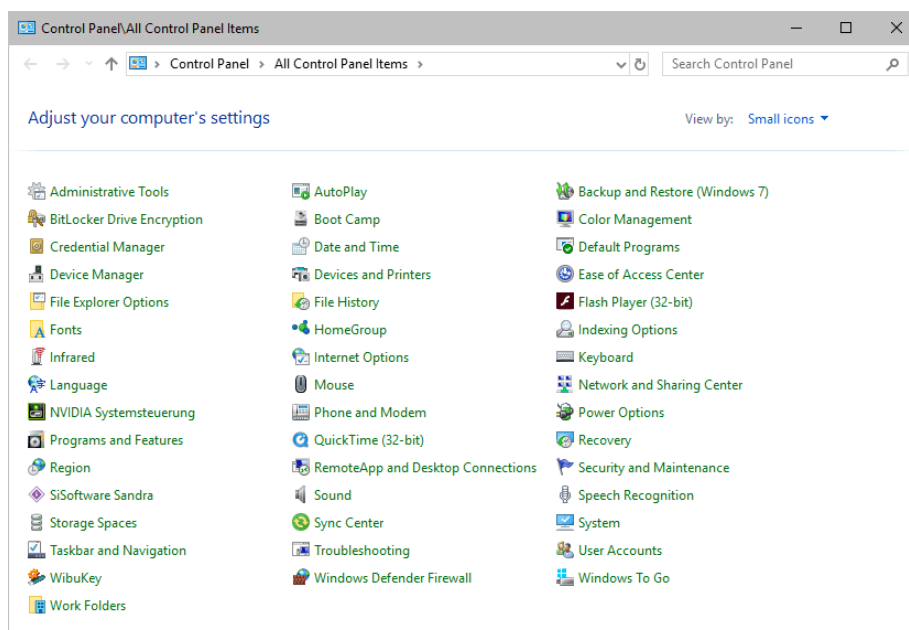 Control Panel\All Control Panel Items
Control Panel > All Control Panel Items >
Search Control Panel
Adjust your computer's settings
View by: Small icons
Administrative Tools
AutoPlay
Backup and Restore (Windows 7)
BitLocker Drive Encryption
Boot Camp
Color Management
Credential Manager
Date and Time
Default Programs
Device Manager
Devices and Printers
Ease of Access Center
File Explorer Options
File History
Flash Player (32-bit)
Fonts
HomeGroup
Indexing Options
Infrared
Internet Options
Keyboard
Language
Mouse
Network and Sharing Center
NVIDIA Systemsteuerung
Phone and Modem
Power Options
Programs and Features
QuickTime (32-bit)
Recovery
Region
RemoteApp and Desktop Connections
Security and Maintenance
SiSoftware Sandra
Sound
Speech Recognition
Storage Spaces
Sync Center
System
Taskbar and Navigation
Troubleshooting
User Accounts
WibuKey
Windows Defender Firewall
Windows To Go
Work Folders